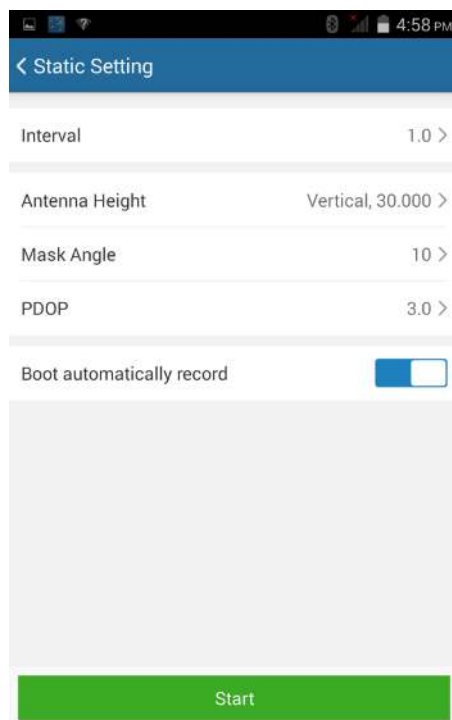 4:58 PM
Static Setting
Interval 1.0
Antenna Height Vertical, 30.000
Mask Angle 10
PDOP 3.0
Boot automatically record
Start